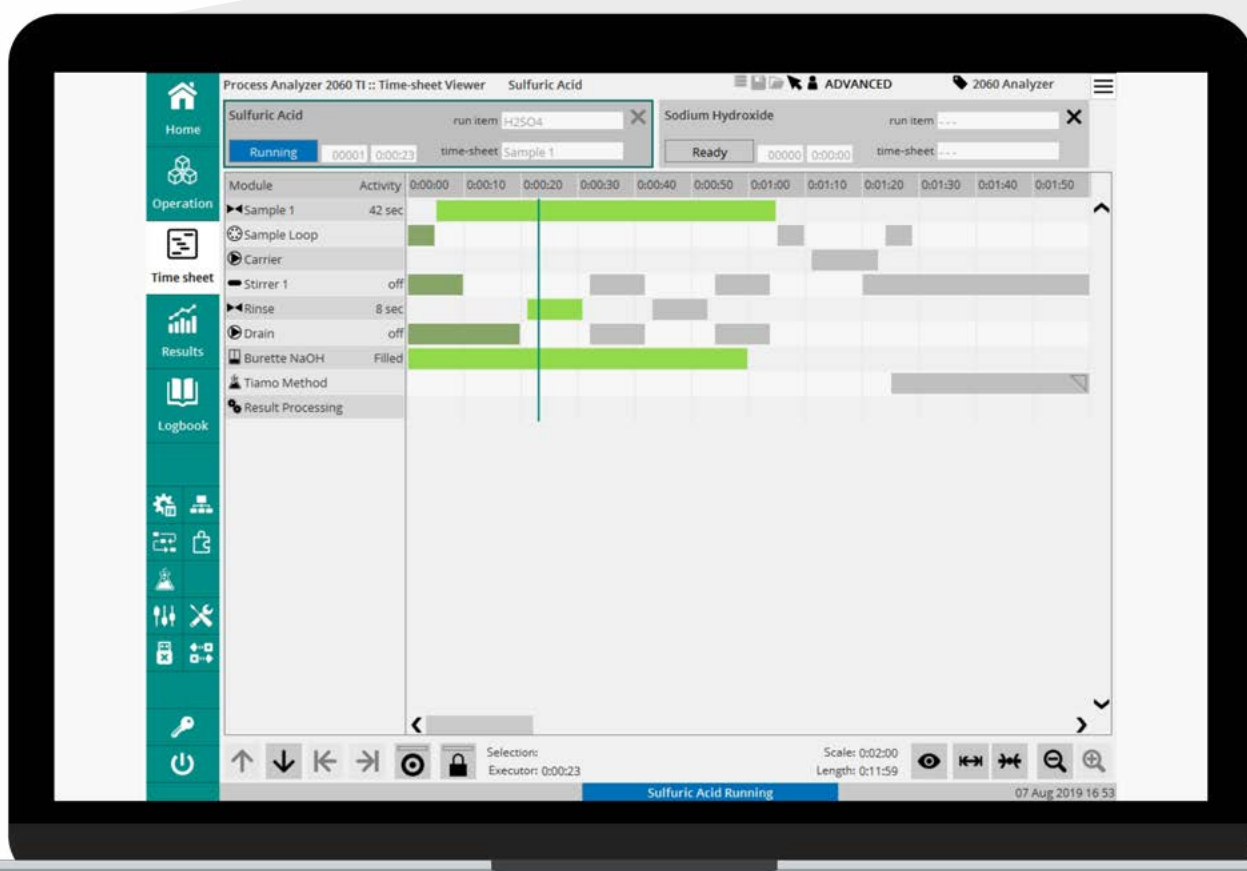 Process Analyzer 2060 TI :: Time-sheet Viewer Sulfuric Acid ADVANCED 2060 Analyzer
Home
Operation
Time sheet
Results
Logbook
Sulfuric Acid run item H2SO4
Running 00001 0:00:23 time-sheet Sample 1
Sodium Hydroxide run item ---
Ready 00000 0:00:00 time-sheet ---
Module Activity 0:00:00 0:00:10 0:00:20 0:00:30 0:00:40 0:00:50 0:01:00 0:01:10 0:01:20 0:01:30 0:01:40 0:01:50
Sample 1 42 sec
Sample Loop
Carrier
Stirrer 1 off
Rinse 8 sec
Drain off
Burette NaOH Filled
Tiamo Method
Result Processing
Selection:
Executor: 0:00:23
Scale: 0:02:00
Length: 0:11:59
Sulfuric Acid Running
07 Aug 2019 16 53